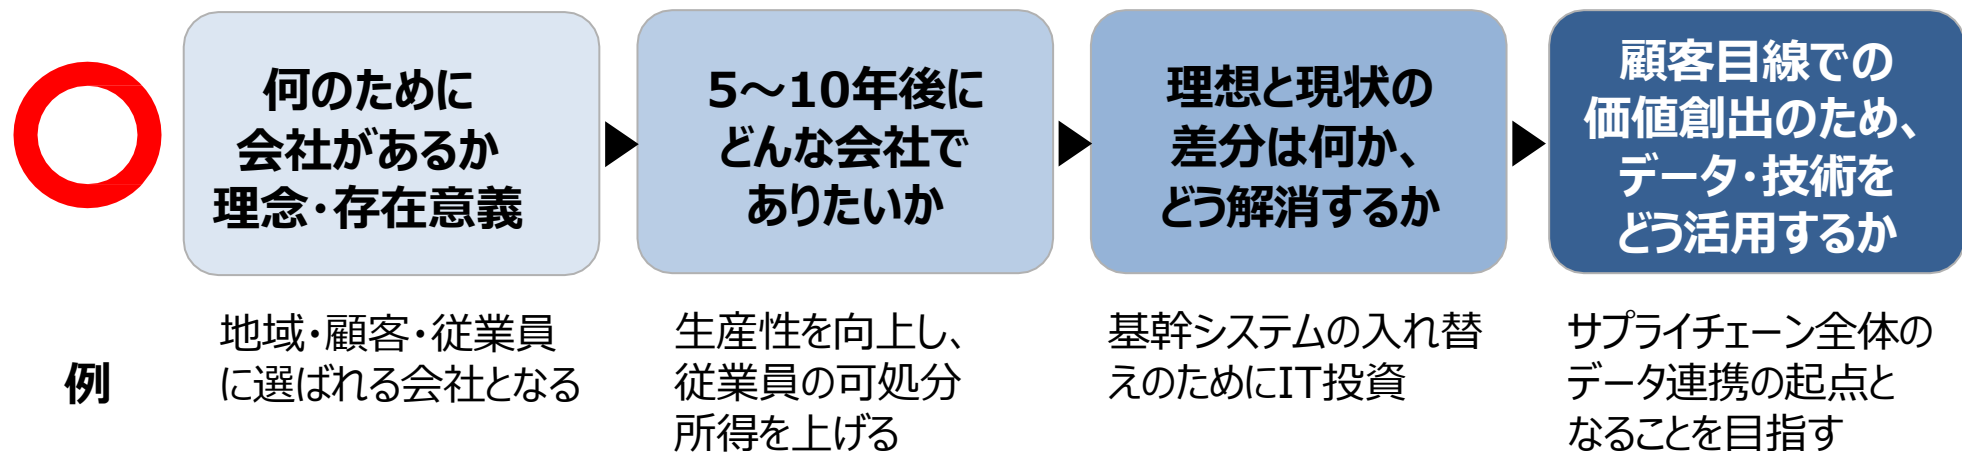 何のために
会社があるか
理念・存在意義
5～10年後に
どんな会社で
ありたいか
理想と現状の
差分は何か、
どう解消するか
顧客目線での
価値創出のため、
データ・技術を
どう活用するか
例
地域・顧客・従業員
に選ばれる会社となる
生産性を向上し、
従業員の可処分
所得を上げる
基幹システムの入れ替
えのためにIT投資
サプライチェーン全体の
データ連携の起点と
なることを目指す